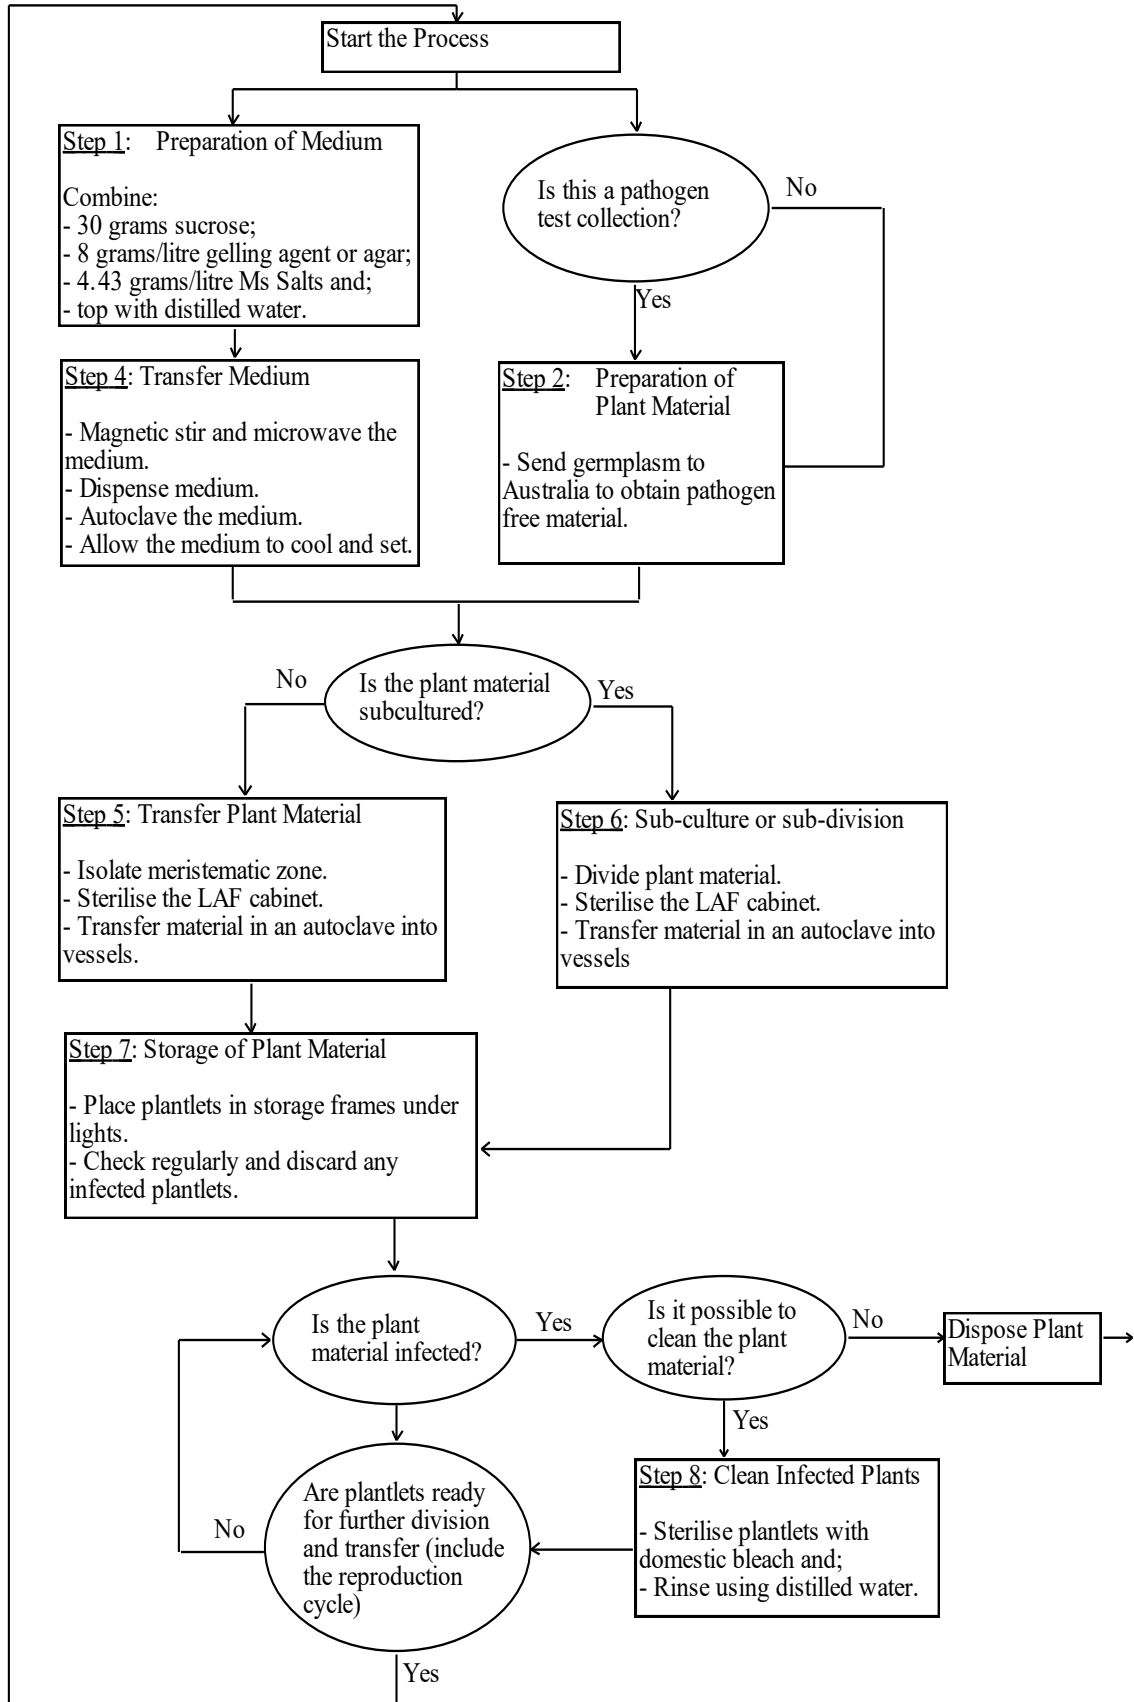 Start the Process
Step 1: Preparation of Medium
Combine:
- 30 grams sucrose;
- 8 grams/litre gelling agent or agar;
- 4.43 grams/litre Ms Salts and;
- top with distilled water.
Is this a pathogen
test collection?
No
Yes
Step 4: Transfer Medium
- Magnetic stir and microwave the
medium.
- Dispense medium.
- Autoclave the medium.
- Allow the medium to cool and set.
Step 2: Preparation of
Plant Material
- Send germplasm to
Australia to obtain pathogen
free material.
No
Is the plant material
subcultured?
Yes
Step 5: Transfer Plant Material
- Isolate meristematic zone.
- Sterilise the LAF cabinet.
- Transfer material in an autoclave into
vessels.
Step 6: Sub-culture or sub-division
- Divide plant material.
- Sterilise the LAF cabinet.
- Transfer material in an autoclave into
vessels
Step 7: Storage of Plant Material
- Place plantlets in storage frames under
lights.
- Check regularly and discard any
infected plantlets.
Is the plant
material infected?
Yes
Is it possible to
clean the plant
material?
No
Dispose Plant
Material
Yes
Are plantlets ready
for further division
and transfer (include
the reproduction
cycle)
No
Step 8: Clean Infected Plants
- Sterilise plantlets with
domestic bleach and;
- Rinse using distilled water.
Yes